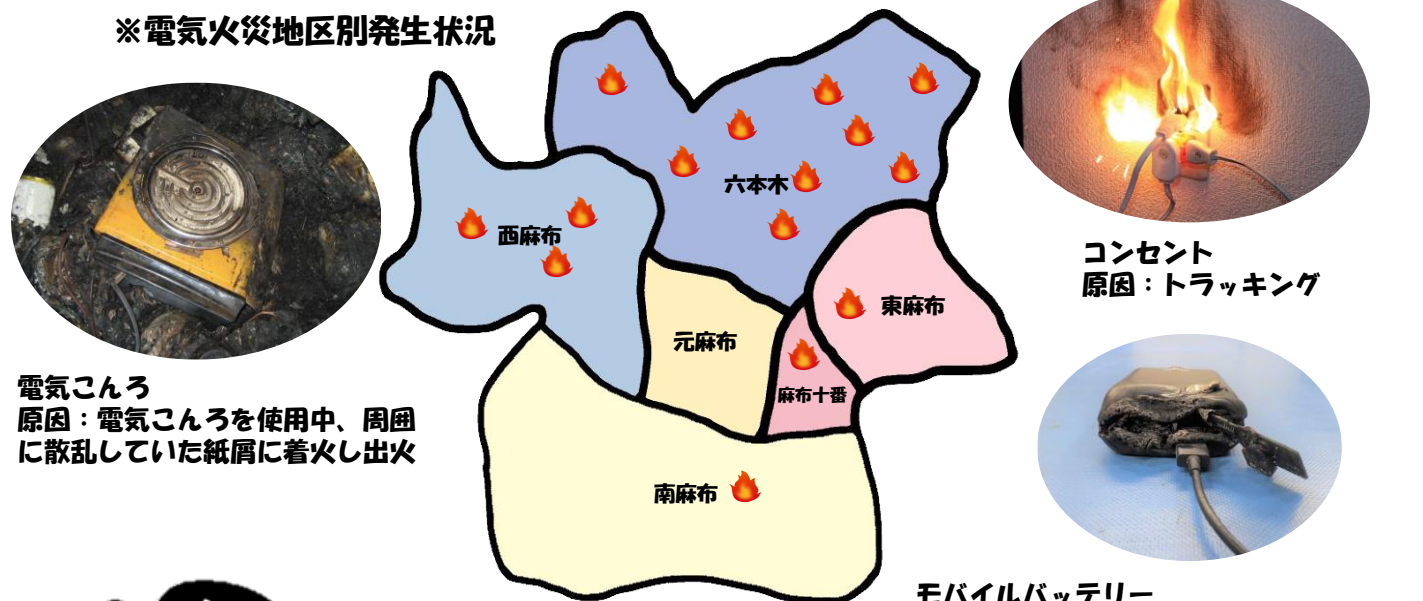 ※電気火災地区別発生状況
六本木
西麻布
東麻布
元麻布
麻布十番
南麻布
電気こんろ
原因：電気こんろを使用中、周囲
に散乱していた紙屑に着火し出火
コンセント
原因：トラッキング
モバイルバッテリー